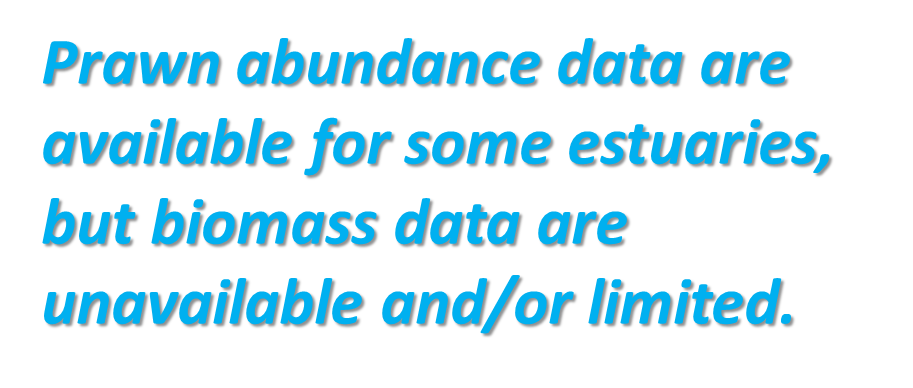 Prawn abundance data are
available for some estuaries,
but biomass data are
unavailable and/or limited.